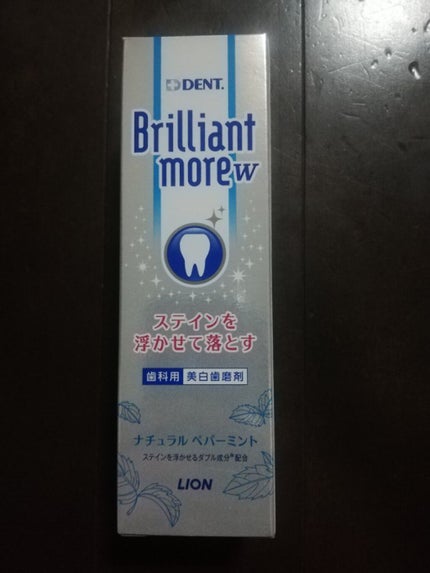 DENT.
Brilliant
more W
ステインを
浮かせて落とす
歯科用 美白歯磨剤
ナチュラル ペパーミント
ステインを浮かせるダブル成分*配合
LION